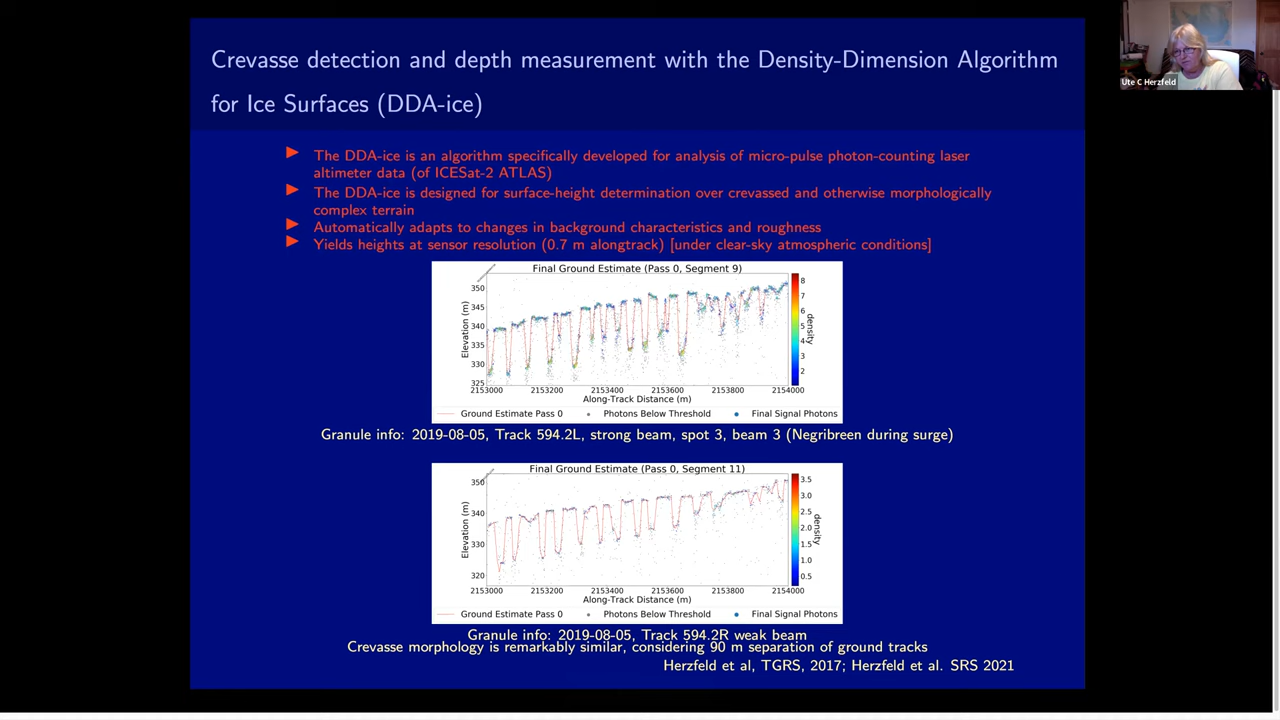 Crevasse detection and depth measurement with the Density-Dimension Algorithm
for Ice Surfaces (DDA-ice)
Ute C Herzfeld
The DDA-ice is an algorithm specifically developed for analysis of micro-pulse photon-counting laser
altimeter data (of ICESat-2 ATLAS)
The DDA-ice is designed for surface-height determination over crevassed and otherwise morphologically
complex terrain
Automatically adapts to changes in background characteristics and roughness
Yields heights at sensor resolution (0.7 m alongtrack) [under clear-sky atmospheric conditions]
Final Ground Estimate (Pass 0, Segment 9)
Elevation (m)
350
345
340
335
330
325
2153000 2153200 2153400 2153600 2153800 2154000
Along-Track Distance (m)
8
7
6
5
4
3
2
density
Ground Estimate Pass 0 Photons Below Threshold Final Signal Photons
Granule info: 2019-08-05, Track 594.2L, strong beam, spot 3, beam 3 (Negribreen during surge)
Final Ground Estimate (Pass 0, Segment 11)
Elevation (m)
350
340
330
320
2153000 2153200 2153400 2153600 2153800 2154000
Along-Track Distance (m)
3.5
3.0
2.5
2.0
1.5
1.0
0.5
density
Ground Estimate Pass 0 Photons Below Threshold Final Signal Photons
Granule info: 2019-08-05, Track 594.2R weak beam
Crevasse morphology is remarkably similar, considering 90 m separation of ground tracks
Herzfeld et al, TGRS, 2017; Herzfeld et al. SRS 2021